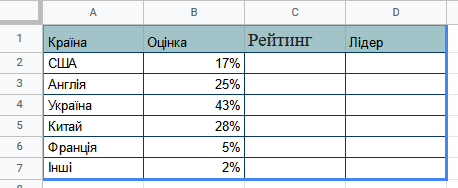 A B C D
1 Країна Оцінка Рейтинг Лідер
2 США 17%
3 Англія 25%
4 Україна 43%
5 Китай 28%
6 Франція 5%
7 Інші 2%